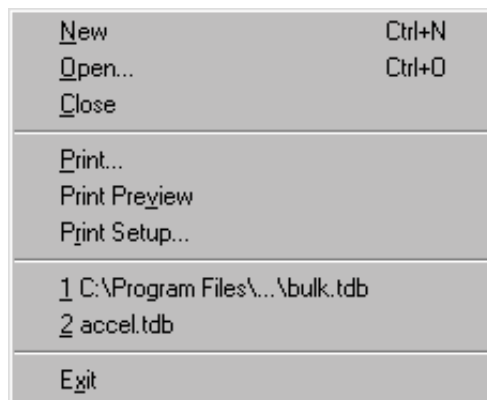 New Ctrl+N
Open... Ctrl+O
Close
Print...
Print Preview
Print Setup...
1 C:\Program Files\...\bulk.tdb
2 accel.tdb
Exit